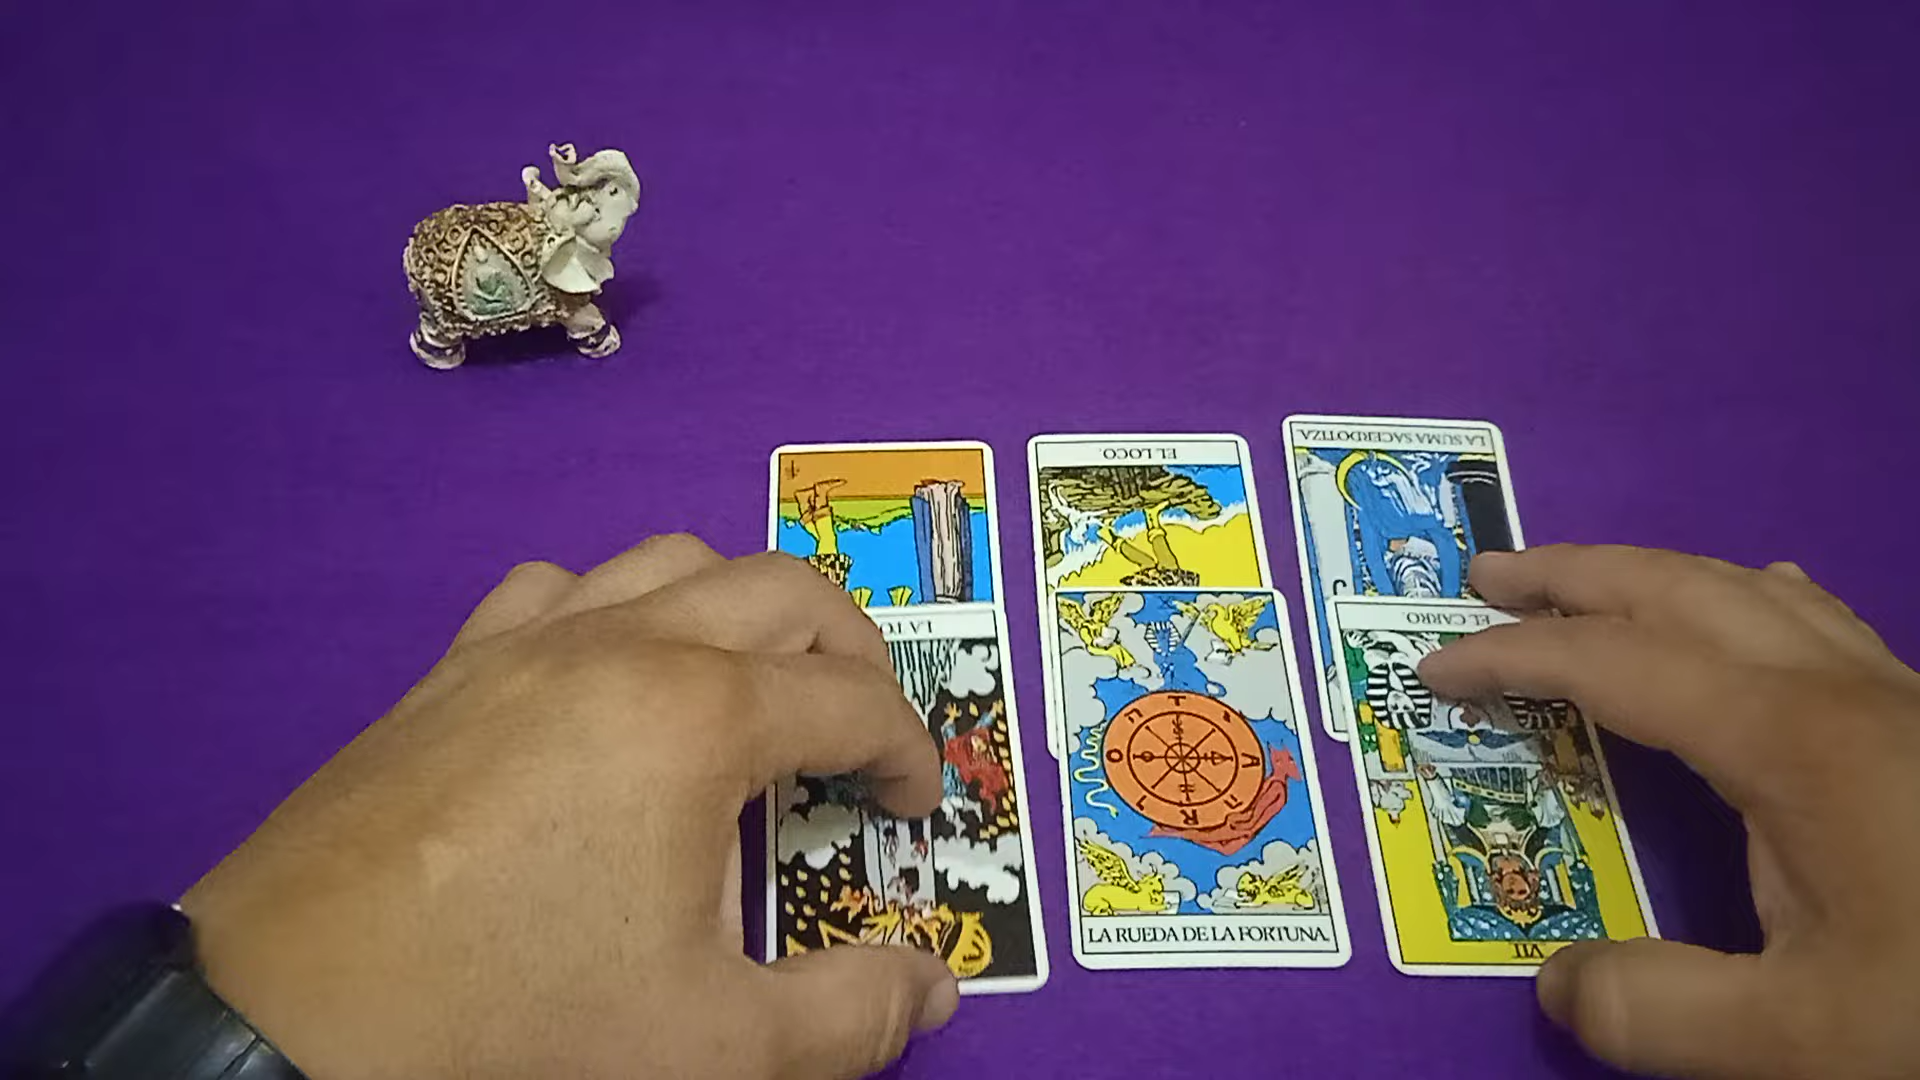 LA SUMA SACERDOTIZA
EL LOCO.
EL CARRO.
T
A
R
O
LA RUEDA DE LA FORTUNA.
VII